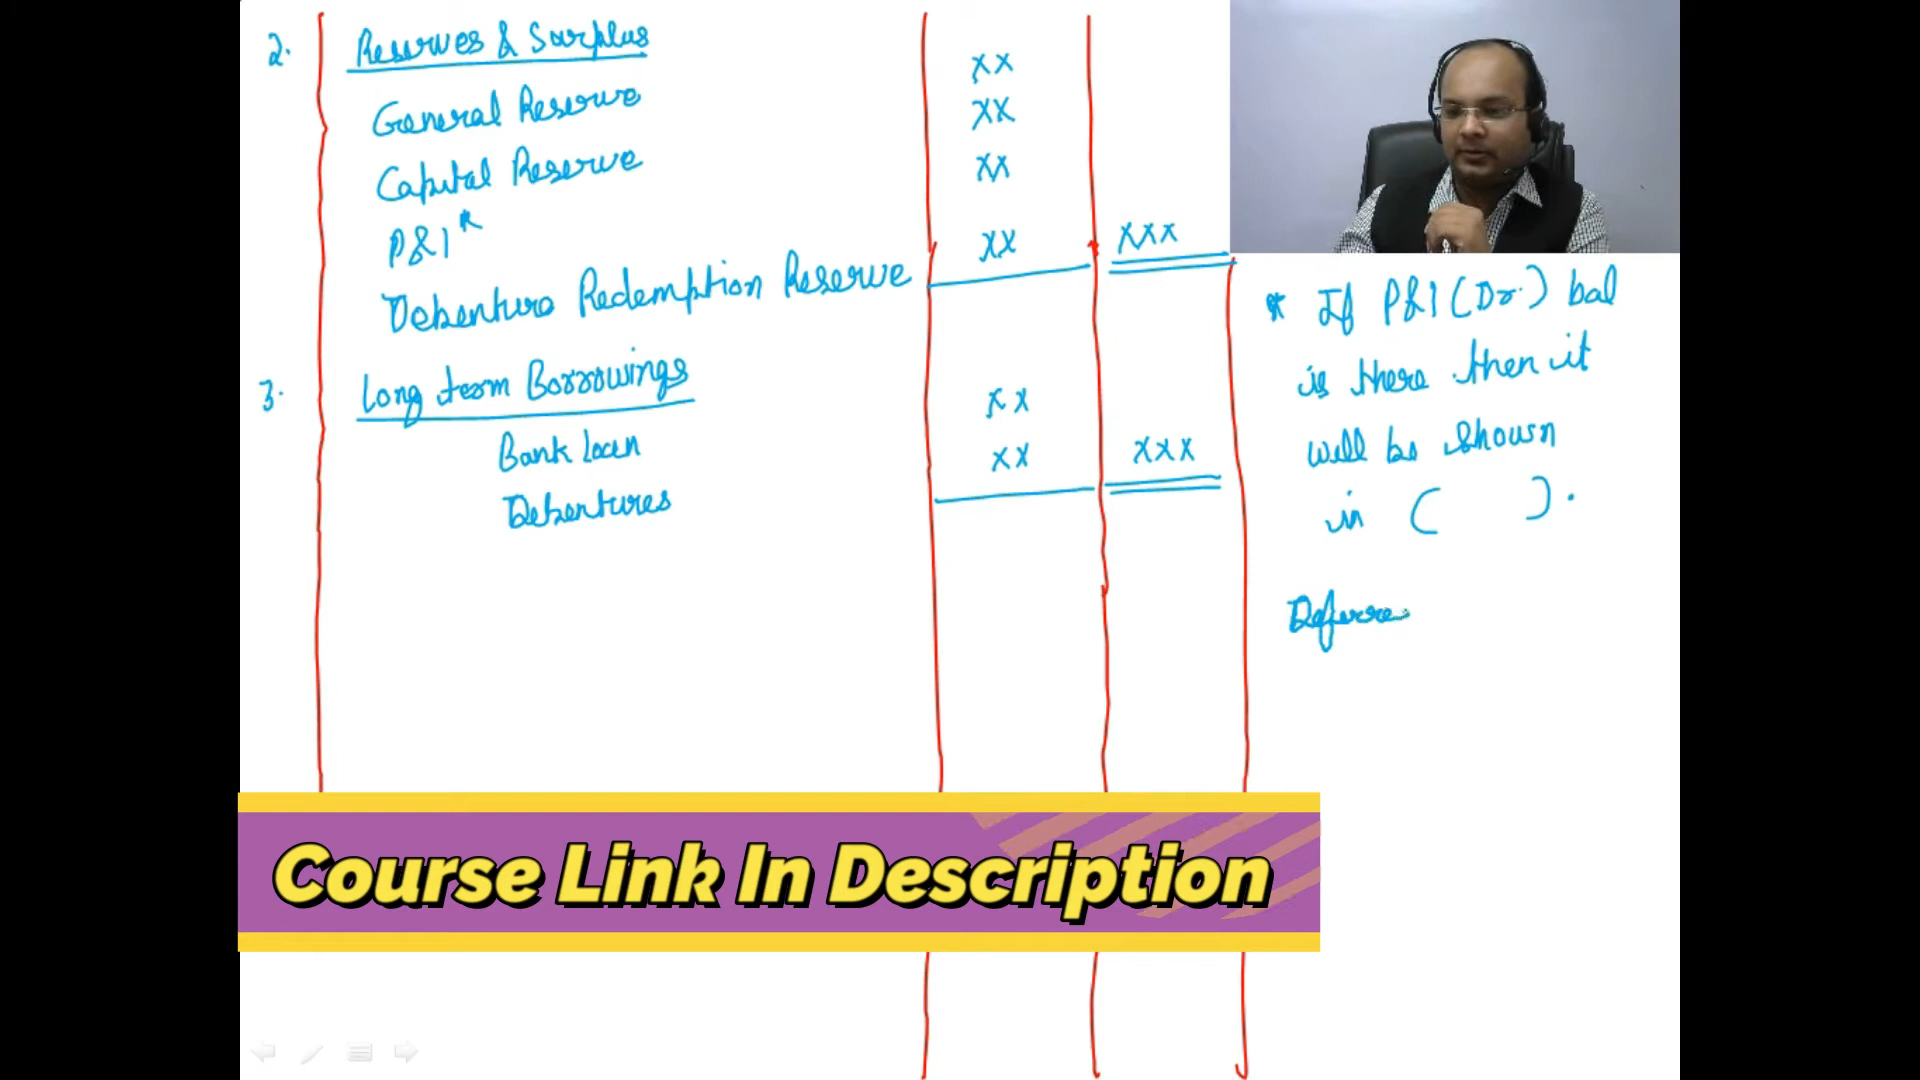 2. Reserves & Surplus
General Reserve XX
Capital Reserve XX
P&l* XX
Debenture Redemption Reserve XX XXX
3. Long term Borrowings
Bank Loan XX
Debentures XX XXX
* If P&l (Dr.) bal
is there then it
will be shown
in ( ).
Deferre
Course Link In Description